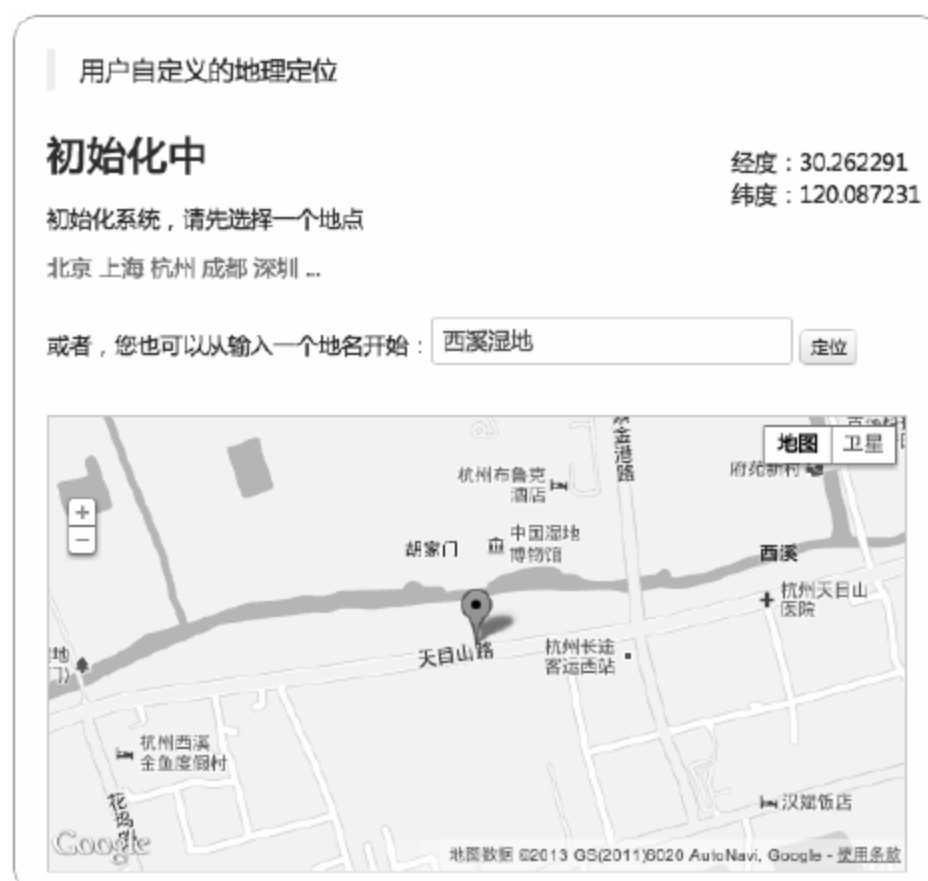 用户自定义的地理定位
初始化中
经度：30.262291
纬度：120.087231
初始化系统，请先选择一个地点
北京 上海 杭州 成都 深圳 ...
或者，您也可以从输入一个地名开始：
西溪湿地
定位
地图
卫星
金港路
府苑新村
杭州布鲁克
酒店
+
−
中国湿地
博物馆
胡家门
西溪
杭州天目山
医院
天目山路
杭州长途
客运西站
杭州西溪
金鱼度假村
花坞
汉斌饭店
Google
地图数据 ©2013 GS(2011)6020 AutoNavi, Google - 使用条款